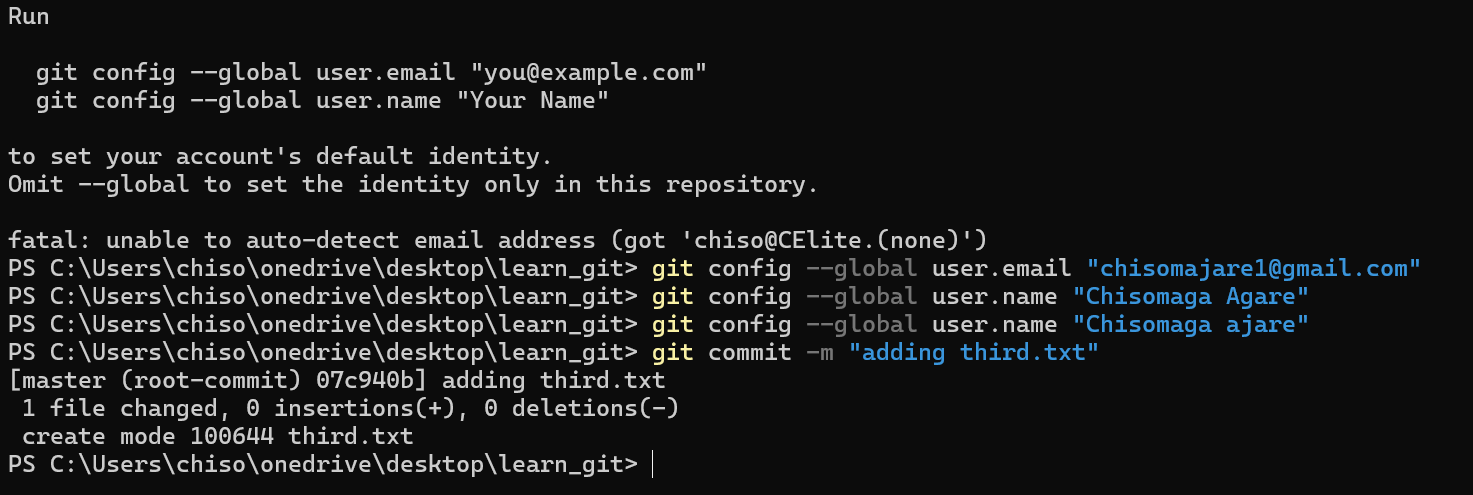 Run
git config --global user.email "you@example.com"
git config --global user.name "Your Name"
to set your account's default identity.
Omit --global to set the identity only in this repository.
fatal: unable to auto-detect email address (got 'chiso@CElite.(none)')
PS C:\Users\chiso\onedrive\desktop\learn_git> git config --global user.email "chisomajare1@gmail.com"
PS C:\Users\chiso\onedrive\desktop\learn_git> git config --global user.name "Chisomaga Agare"
PS C:\Users\chiso\onedrive\desktop\learn_git> git config --global user.name "Chisomaga ajare"
PS C:\Users\chiso\onedrive\desktop\learn_git> git commit -m "adding third.txt"
[master (root-commit) 07c940b] adding third.txt
1 file changed, 0 insertions(+), 0 deletions(-)
create mode 100644 third.txt
PS C:\Users\chiso\onedrive\desktop\learn_git>